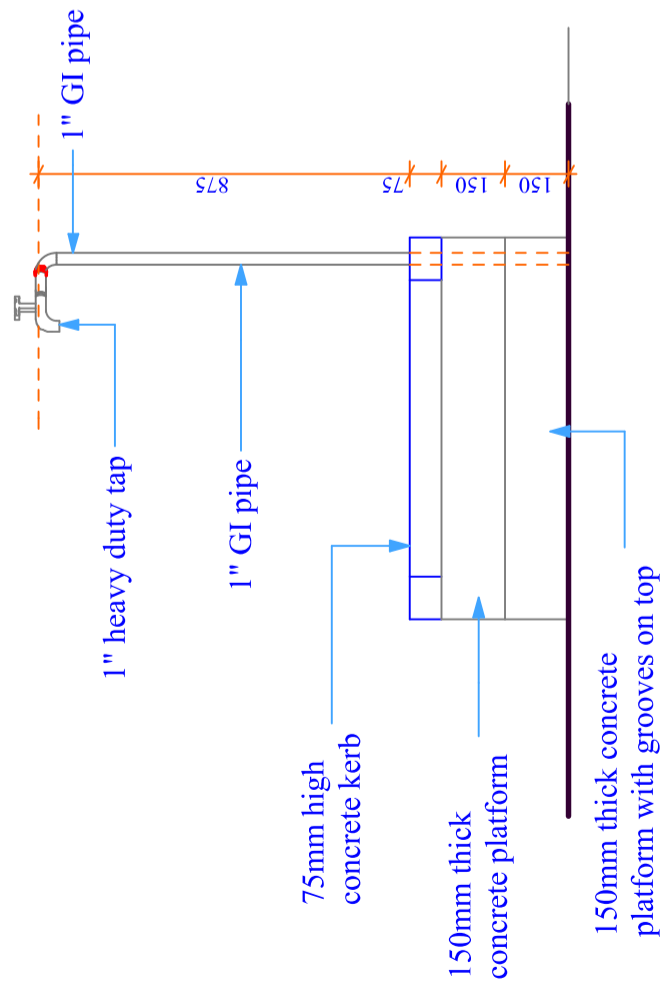 1" GI pipe
875
75
150
150
1" heavy duty tap
1" GI pipe
75mm high
concrete kerb
150mm thick
concrete platform
150mm thick concrete
platform with grooves on top